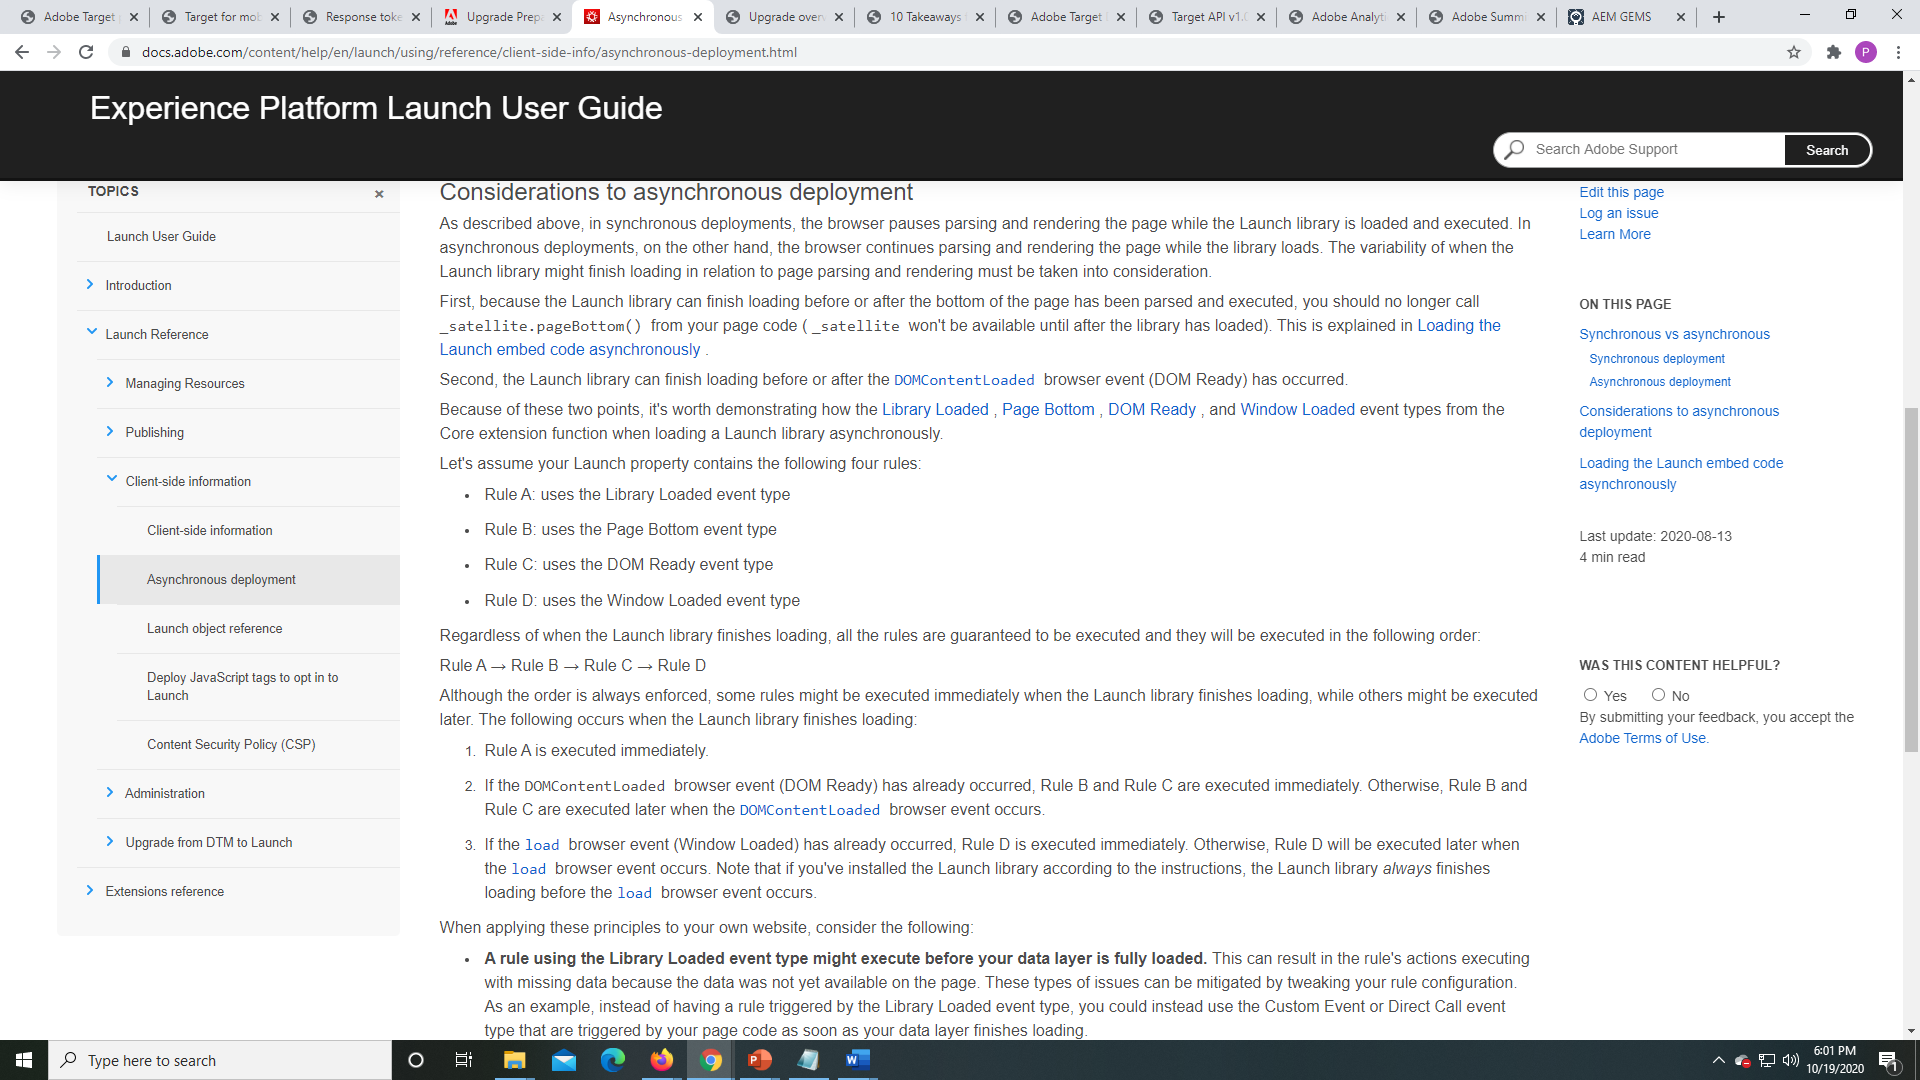 Adobe Target
Target for mob
Response toke
Upgrade Prepa
Asynchronous
Upgrade over
10 Takeaways
Adobe Target
Target API v1.
Adobe Analyt
Adobe Summi
AEM GEMS
docs.adobe.com/content/help/en/launch/using/reference/client-side-info/asynchronous-deployment.html
P
Experience Platform Launch User Guide
Search Adobe Support
Search
TOPICS
Launch User Guide
Introduction
Launch Reference
Managing Resources
Publishing
Client-side information
Client-side information
Asynchronous deployment
Launch object reference
Deploy JavaScript tags to opt in to
Launch
Content Security Policy (CSP)
Administration
Upgrade from DTM to Launch
Extensions reference
Considerations to asynchronous deployment
As described above, in synchronous deployments, the browser pauses parsing and rendering the page while the Launch library is loaded and executed. In
asynchronous deployments, on the other hand, the browser continues parsing and rendering the page while the library loads. The variability of when the
Launch library might finish loading in relation to page parsing and rendering must be taken into consideration.
First, because the Launch library can finish loading before or after the bottom of the page has been parsed and executed, you should no longer call
_satellite.pageBottom() from your page code ( _satellite won't be available until after the library has loaded). This is explained in Loading the
Launch embed code asynchronously .
Second, the Launch library can finish loading before or after the DOMContentLoaded browser event (DOM Ready) has occurred.
Because of these two points, it's worth demonstrating how the Library Loaded , Page Bottom , DOM Ready , and Window Loaded event types from the
Core extension function when loading a Launch library asynchronously.
Let's assume your Launch property contains the following four rules:
• Rule A: uses the Library Loaded event type
• Rule B: uses the Page Bottom event type
• Rule C: uses the DOM Ready event type
• Rule D: uses the Window Loaded event type
Regardless of when the Launch library finishes loading, all the rules are guaranteed to be executed and they will be executed in the following order:
Rule A → Rule B → Rule C → Rule D
Although the order is always enforced, some rules might be executed immediately when the Launch library finishes loading, while others might be executed
later. The following occurs when the Launch library finishes loading:
1. Rule A is executed immediately.
2. If the DOMContentLoaded browser event (DOM Ready) has already occurred, Rule B and Rule C are executed immediately. Otherwise, Rule B and
Rule C are executed later when the DOMContentLoaded browser event occurs.
3. If the load browser event (Window Loaded) has already occurred, Rule D is executed immediately. Otherwise, Rule D will be executed later when
the load browser event occurs. Note that if you've installed the Launch library according to the instructions, the Launch library always finishes
loading before the load browser event occurs.
When applying these principles to your own website, consider the following:
• A rule using the Library Loaded event type might execute before your data layer is fully loaded. This can result in the rule's actions executing
with missing data because the data was not yet available on the page. These types of issues can be mitigated by tweaking your rule configuration.
As an example, instead of having a rule triggered by the Library Loaded event type, you could instead use the Custom Event or Direct Call event
type that are triggered by your page code as soon as your data layer finishes loading.
Edit this page
Log an issue
Learn More
ON THIS PAGE
Synchronous vs asynchronous
Synchronous deployment
Asynchronous deployment
Considerations to asynchronous
deployment
Loading the Launch embed code
asynchronously
Last update: 2020-08-13
4 min read
WAS THIS CONTENT HELPFUL?
Yes No
By submitting your feedback, you accept the
Adobe Terms of Use.
Type here to search
6:01 PM
10/19/2020
1